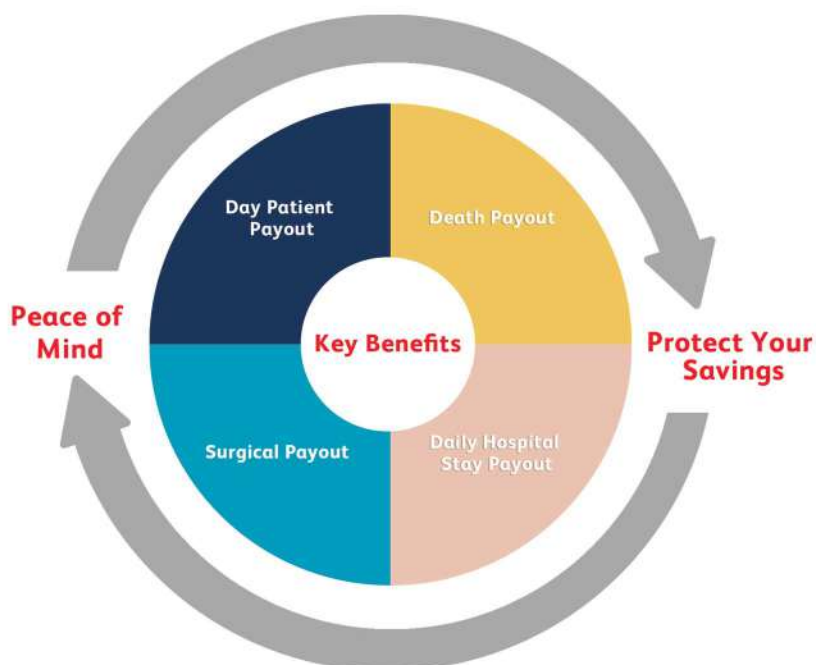 Day Patient
Payout
Death Payout
Peace of
Mind
Key Benefits
Protect Your
Savings
Surgical Payout
Daily Hospital
Stay Payout